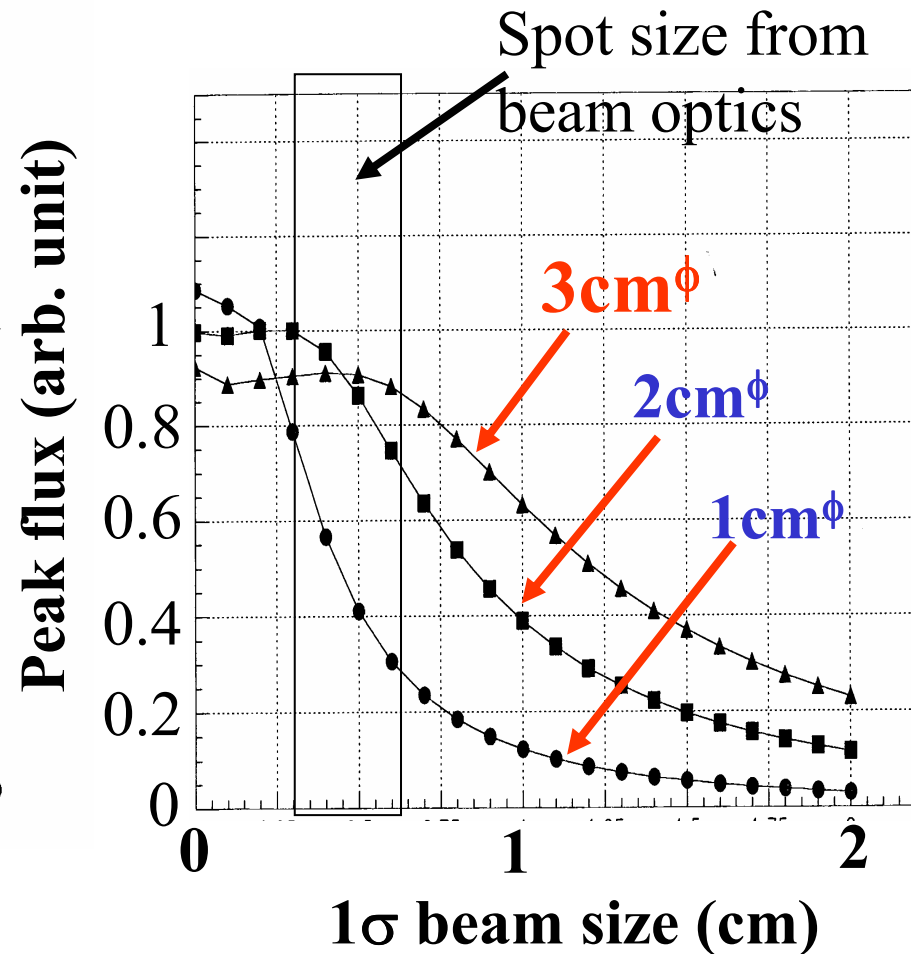 Spot size from
beam optics
Peak flux (arb. unit)
3cmφ
2cmφ
1cmφ
1
0.8
0.6
0.4
0.2
0
0
1
2
1σ beam size (cm)